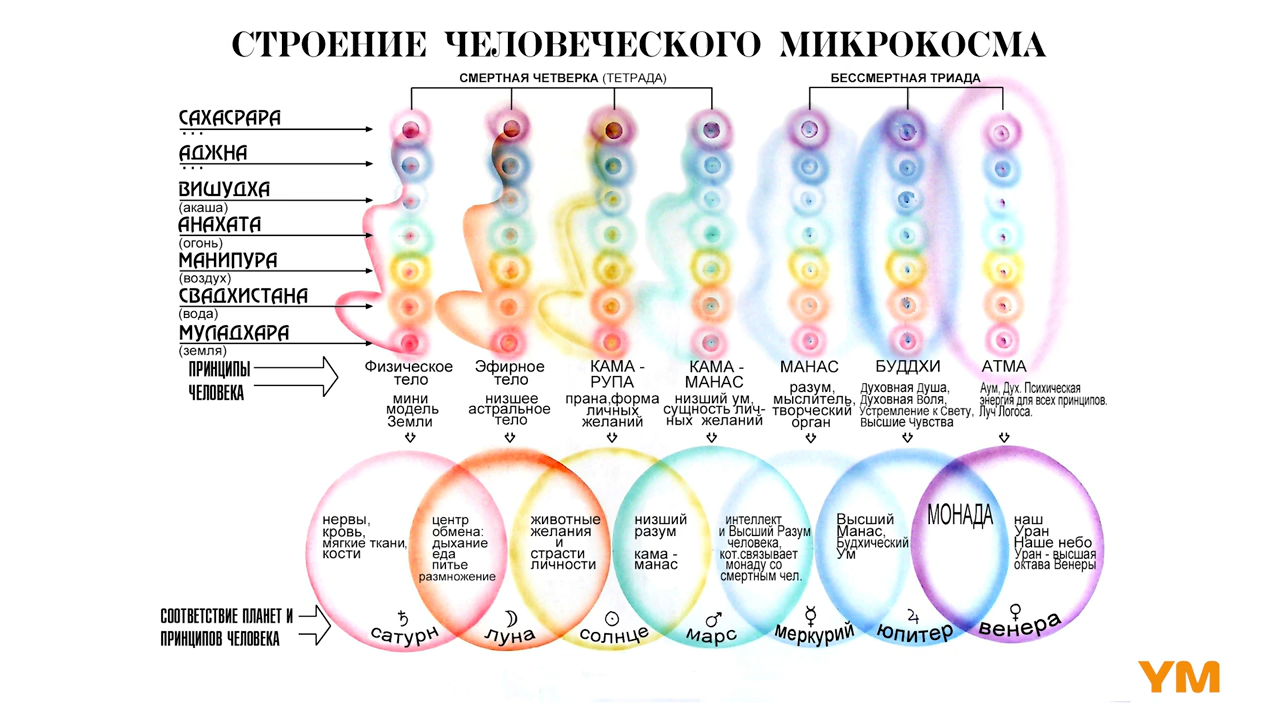 СТРОЕНИЕ ЧЕЛОВЕЧЕСКОГО МИКРОКОСМА
СМЕРТНАЯ ЧЕТВЕРКА (ТЕТРАДА)
БЕССМЕРТНАЯ ТРИАДА
САХАСРАРА
...
АДЖНА
...
ВИШУДХА
(акаша)
АНАХАТА
(огонь)
МАНИПУРА
(воздух)
СВАДХИСТАНА
(вода)
МУЛАДХАРА
(земля)
ПРИНЦИПЫ
ЧЕЛОВЕКА
Физическое
тело
мини
модель
Земли
Эфирное
тело
низшее
астральное
тело
КАМА -
РУПА
прана,форма
личных
желаний
КАМА -
МАНАС
низший ум,
сущность лич-
ных желаний
МАНАС
разум,
мыслитель,
творческий
орган
БУДДХИ
Духовная Душа,
Духовная Воля,
Устремление к Свету,
Высшие Чувства
АТМА
Аум, Дух. Психическая
энергия для всех принципов.
Луч Логоса.
нервы,
кровь,
мягкие ткани,
кости
центр
обмена:
дыхание
еда
питье
размножение
животные
желания
и
страсти
личности
низший
разум
кама -
манас
интеллект
и Высший Разум
человека,
кот.связывает
монаду со
смертным чел.
Высший
Манас,
Будхический
Ум
МОНАДА
наш
Уран
Наше небо
Уран - высшая
октава Венеры
СООТВЕТСТВИЕ ПЛАНЕТ И
ПРИНЦИПОВ ЧЕЛОВЕКА
♄ ☽ ☉ ♂ ☿ ♃ ♀
сатурн луна солнце марс меркурий юпитер венера
YM